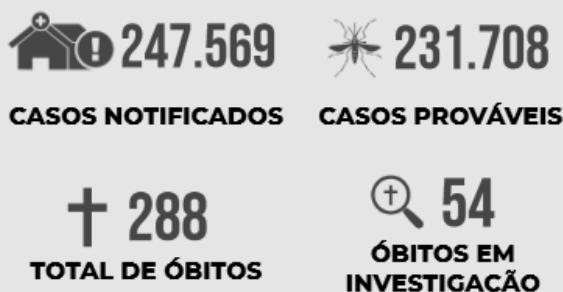 247.569
CASOS NOTIFICADOS
231.708
CASOS PROVÁVEIS
288
TOTAL DE ÓBITOS
54
ÓBITOS EM
INVESTIGAÇÃO